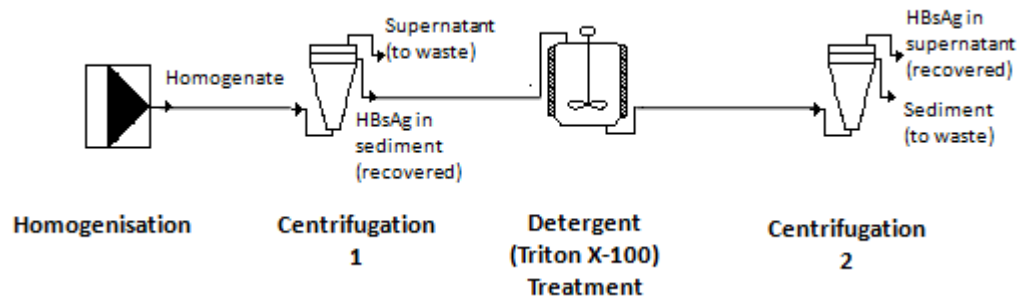 Supernatant
(to waste)
Homogenate
HBsAg in
sediment
(recovered)
HBsAg in
supernatant
(recovered)
Sediment
(to waste)
Homogenisation
Centrifugation
1
Detergent
(Triton X-100)
Treatment
Centrifugation
2